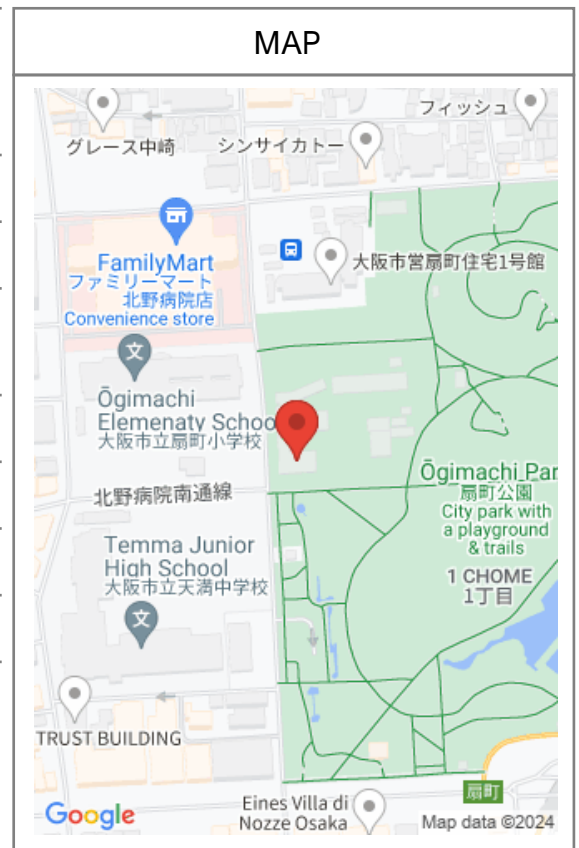 MAP
フィッシュ
グレース中崎
シンサイカトー
FamilyMart
ファミリーマート
北野病院店
Convenience store
大阪市営扇町住宅1号館
文
Ōgimachi
Elemenaty Schoo
大阪市立扇町小学校
北野病院南通線
Ōgimachi Par
扇町公園
City park with
a playground
& trails
Temma Junior
High School
大阪市立天満中学校
文
1 CHOME
1丁目
TRUST BUILDING
扇町
Eines Villa di
Nozze Osaka
Google
Map data ©2024